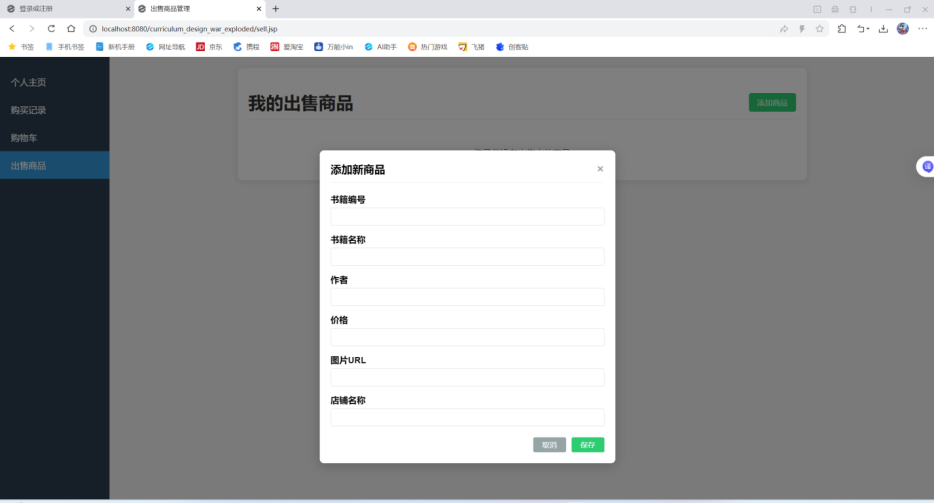 登录或注册
出售商品管理
localhost:8080/curriculum_design_war_exploded/sell.jsp
书签 手机书签 新机手册 网址导航 京东 携程 爱淘宝 万能小in AI助手 热门游戏 飞猪 创客贴
个人主页
购买记录
购物车
出售商品
我的出售商品
添加商品
添加新商品
书籍编号
书籍名称
作者
价格
图片URL
店铺名称
取消 保存
译